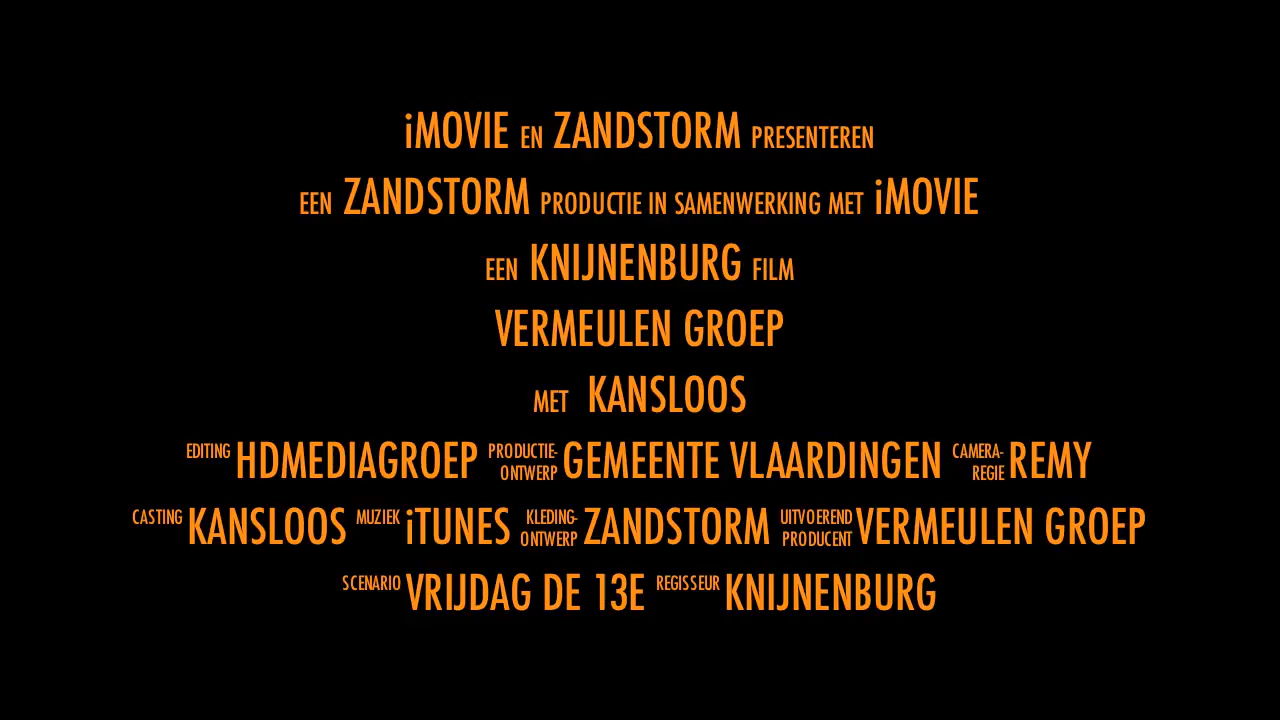 iMOVIE EN ZANDSTORM PRESENTEREN
EEN ZANDSTORM PRODUCTIE IN SAMENWERKING MET iMOVIE
EEN KNIJNENBURG FILM
VERMEULEN GROEP
MET KANSLOOS
EDITING HDMEDIAGROEP PRODUCTIE-ONTWERP GEMEENTE VLAARDINGEN CAMERA-REGIE REMY
CASTING KANSLOOS MUZIEK iTUNES KLEDING-ONTWERP ZANDSTORM UITVOEREND PRODUCENT VERMEULEN GROEP
SCENARIO VRIJDAG DE 13E REGISSEUR KNIJNENBURG